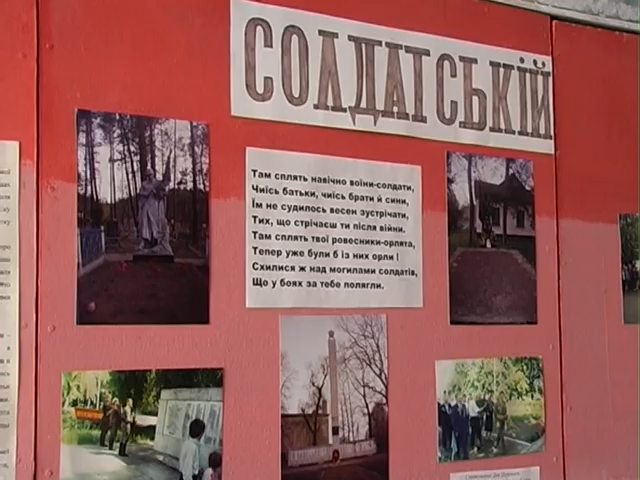 СОЛДАТСЬКІЙ
Там сплять навічно воїни-солдати,
Чиїсь батьки, чиїсь брати й сини,
Їм не судилось весен зустрічати,
Тих, що стрічаєш ти після війни.
Там сплять твої ровесники-орлята,
Тепер уже були б із них орли !
Схилися ж над могилами солдатів,
Що у боях за тебе полягли.